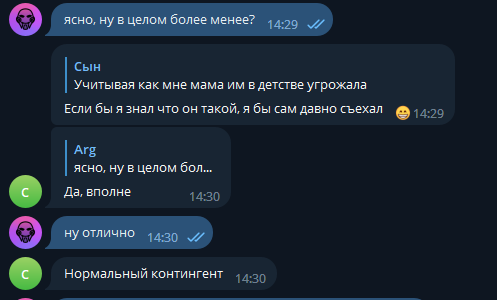 ясно, ну в целом более менее? 14:29
Сын
Учитывая как мне мама им в детстве угрожала
Если бы я знал что он такой, я бы сам давно съехал 😁 14:29
Arg
ясно, ну в целом бол...
С
Да, вполне 14:30
ну отлично 14:30
С
Нормальный контингент 14:30